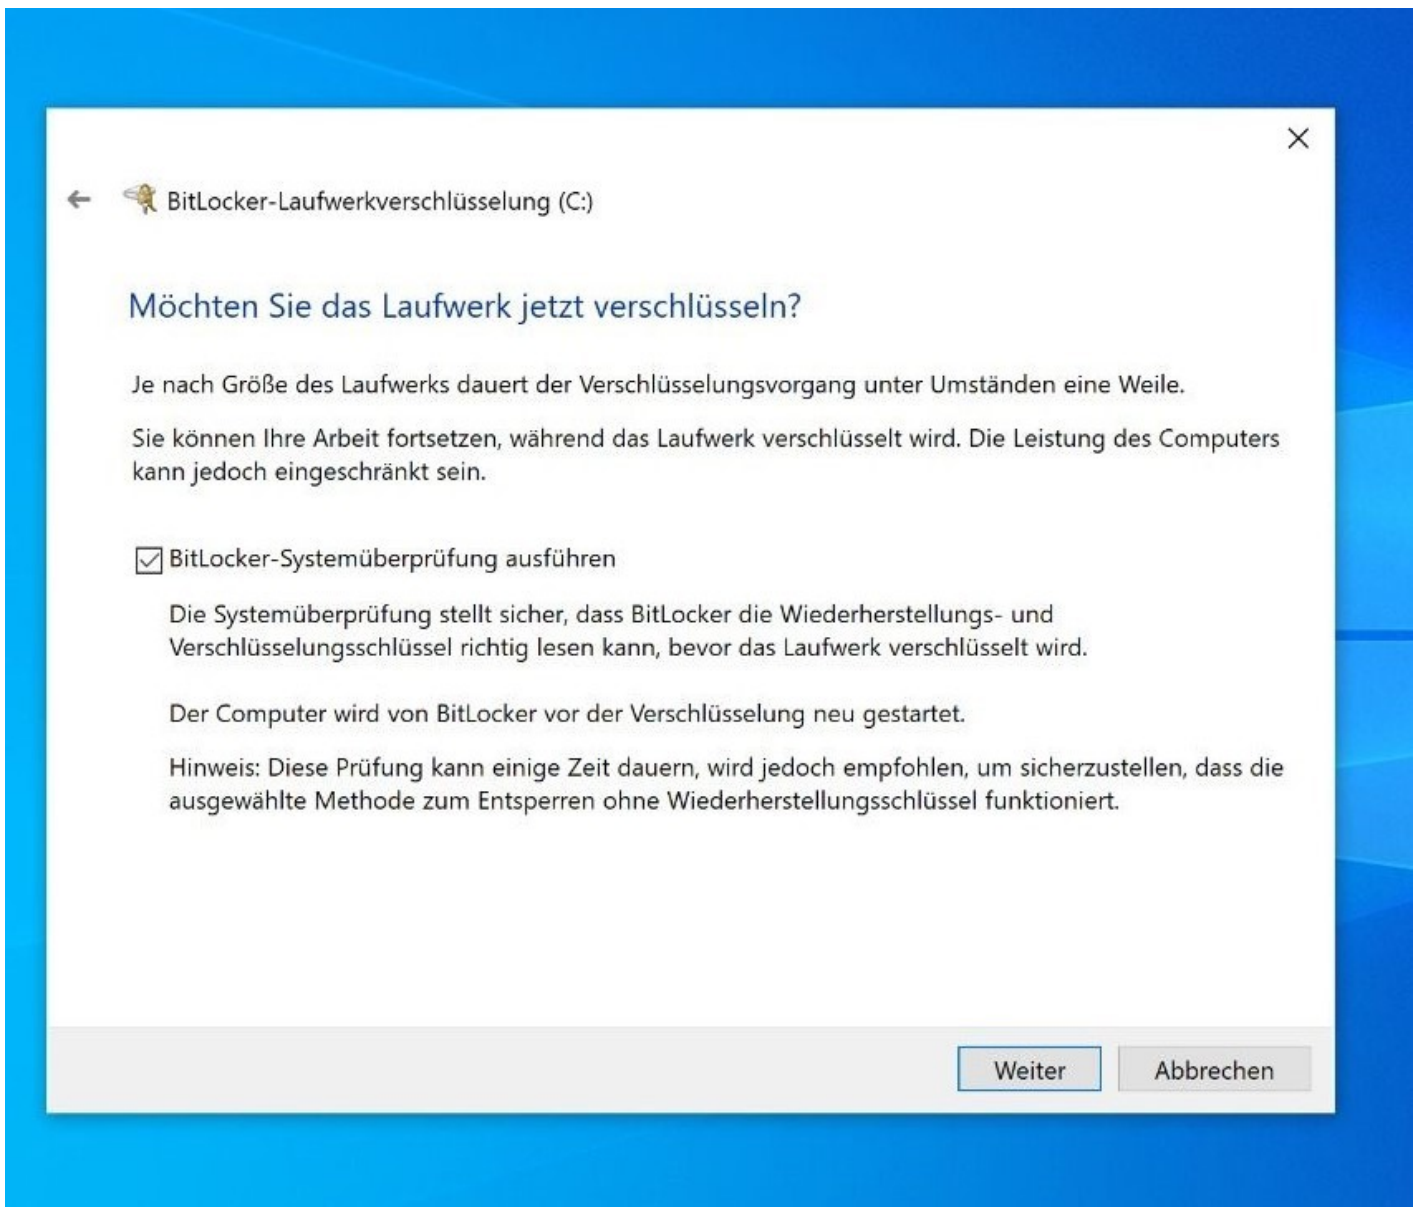 BitLocker-Laufwerkverschlüsselung (C:)
Möchten Sie das Laufwerk jetzt verschlüsseln?
Je nach Größe des Laufwerks dauert der Verschlüsselungsvorgang unter Umständen eine Weile.
Sie können Ihre Arbeit fortsetzen, während das Laufwerk verschlüsselt wird. Die Leistung des Computers
kann jedoch eingeschränkt sein.
BitLocker-Systemüberprüfung ausführen
Die Systemüberprüfung stellt sicher, dass BitLocker die Wiederherstellungs- und
Verschlüsselungsschlüssel richtig lesen kann, bevor das Laufwerk verschlüsselt wird.
Der Computer wird von BitLocker vor der Verschlüsselung neu gestartet.
Hinweis: Diese Prüfung kann einige Zeit dauern, wird jedoch empfohlen, um sicherzustellen, dass die
ausgewählte Methode zum Entsperren ohne Wiederherstellungsschlüssel funktioniert.
Weiter Abbrechen